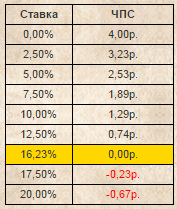 Ставка ЧПС
0,00% 4,00р.
2,50% 3,23р.
5,00% 2,53р.
7,50% 1,89р.
10,00% 1,29р.
12,50% 0,74р.
16,23% 0,00р.
17,50% -0,23р.
20,00% -0,67р.